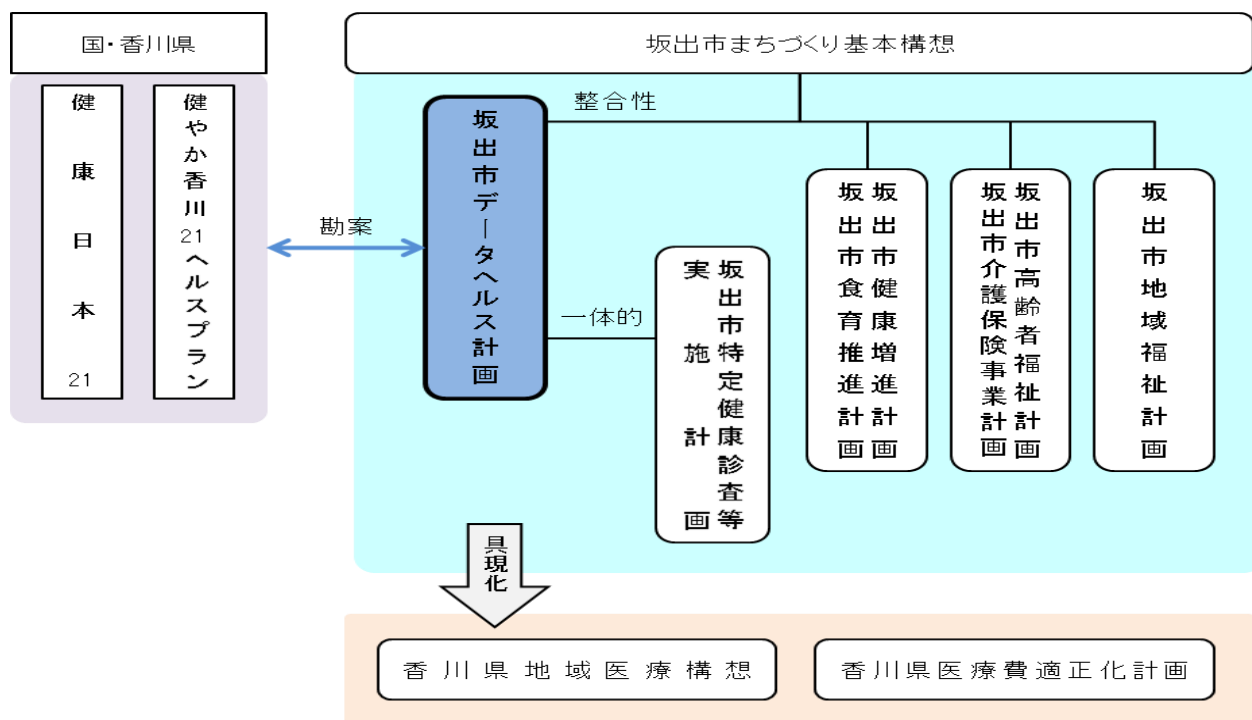 国・香川県
健康日本21
健やか香川21ヘルスプラン
勘案
坂出市まちづくり基本構想
坂出市データヘルス計画
整合性
一体的
坂出市特定健康診査等
実施計画
坂出市健康増進計画
坂出市食育推進計画
坂出市高齢者福祉計画
坂出市介護保険事業計画
坂出市地域福祉計画
具現化
香川県地域医療構想
香川県医療費適正化計画